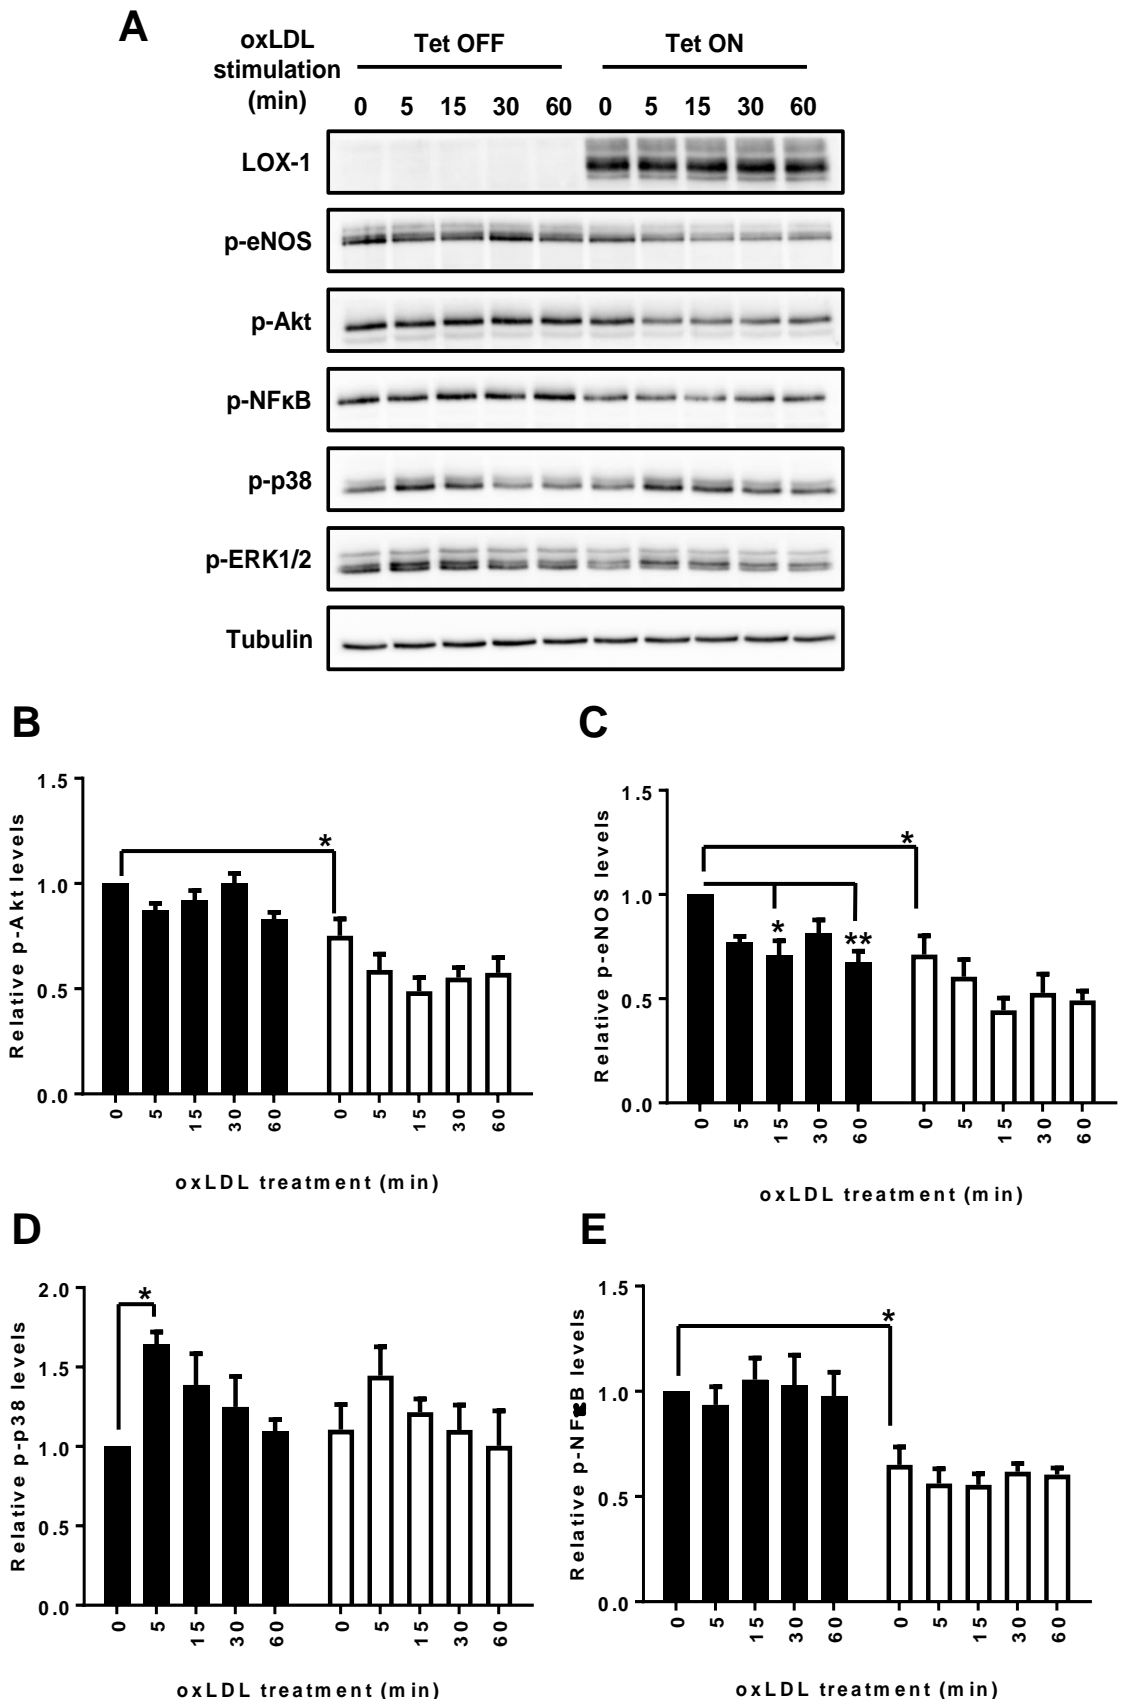 A
oxLDL
stimulation
(min)
Tet OFF
Tet ON
0 5 15 30 60 0 5 15 30 60
LOX-1
p-eNOS
p-Akt
p-NFκB
p-p38
p-ERK1/2
Tubulin
B
Relative p-Akt levels
1.5
1.0
0.5
0.0
*
0 5 15 30 60 0 5 15 30 60
oxLDL treatment (min)
C
Relative p-eNOS levels
1.5
1.0
0.5
0.0
*
*
**
0 5 15 30 60 0 5 15 30 60
oxLDL treatment (min)
D
Relative p-p38 levels
2.0
1.5
1.0
0.5
0.0
*
0 5 15 30 60 0 5 15 30 60
oxLDL treatment (min)
E
Relative p-NFκB levels
1.5
1.0
0.5
0.0
*
0 5 15 30 60 0 5 15 30 60
oxLDL treatment (min)